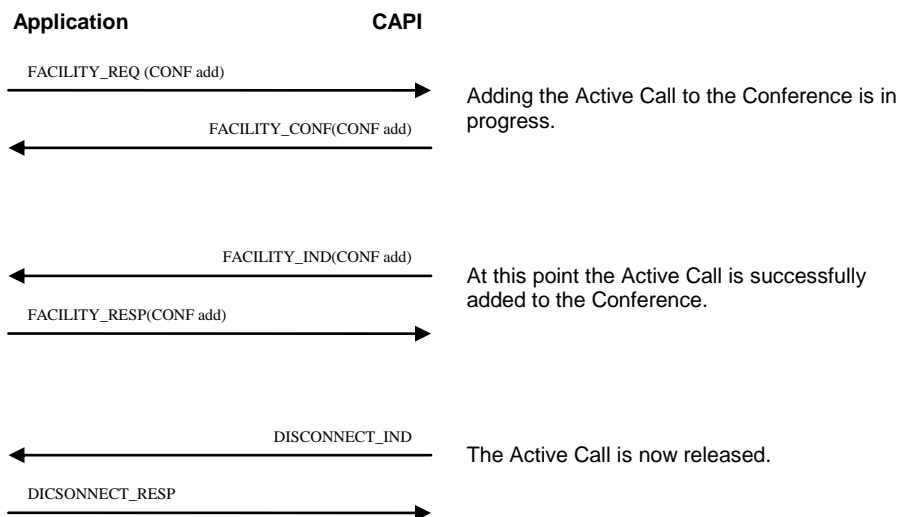 Application CAPI
FACILITY_REQ (CONF add)
Adding the Active Call to the Conference is in
progress.
FACILITY_CONF(CONF add)
FACILITY_IND(CONF add)
At this point the Active Call is successfully
added to the Conference.
FACILITY_RESP(CONF add)
DISCONNECT_IND
The Active Call is now released.
DICSONNECT_RESP